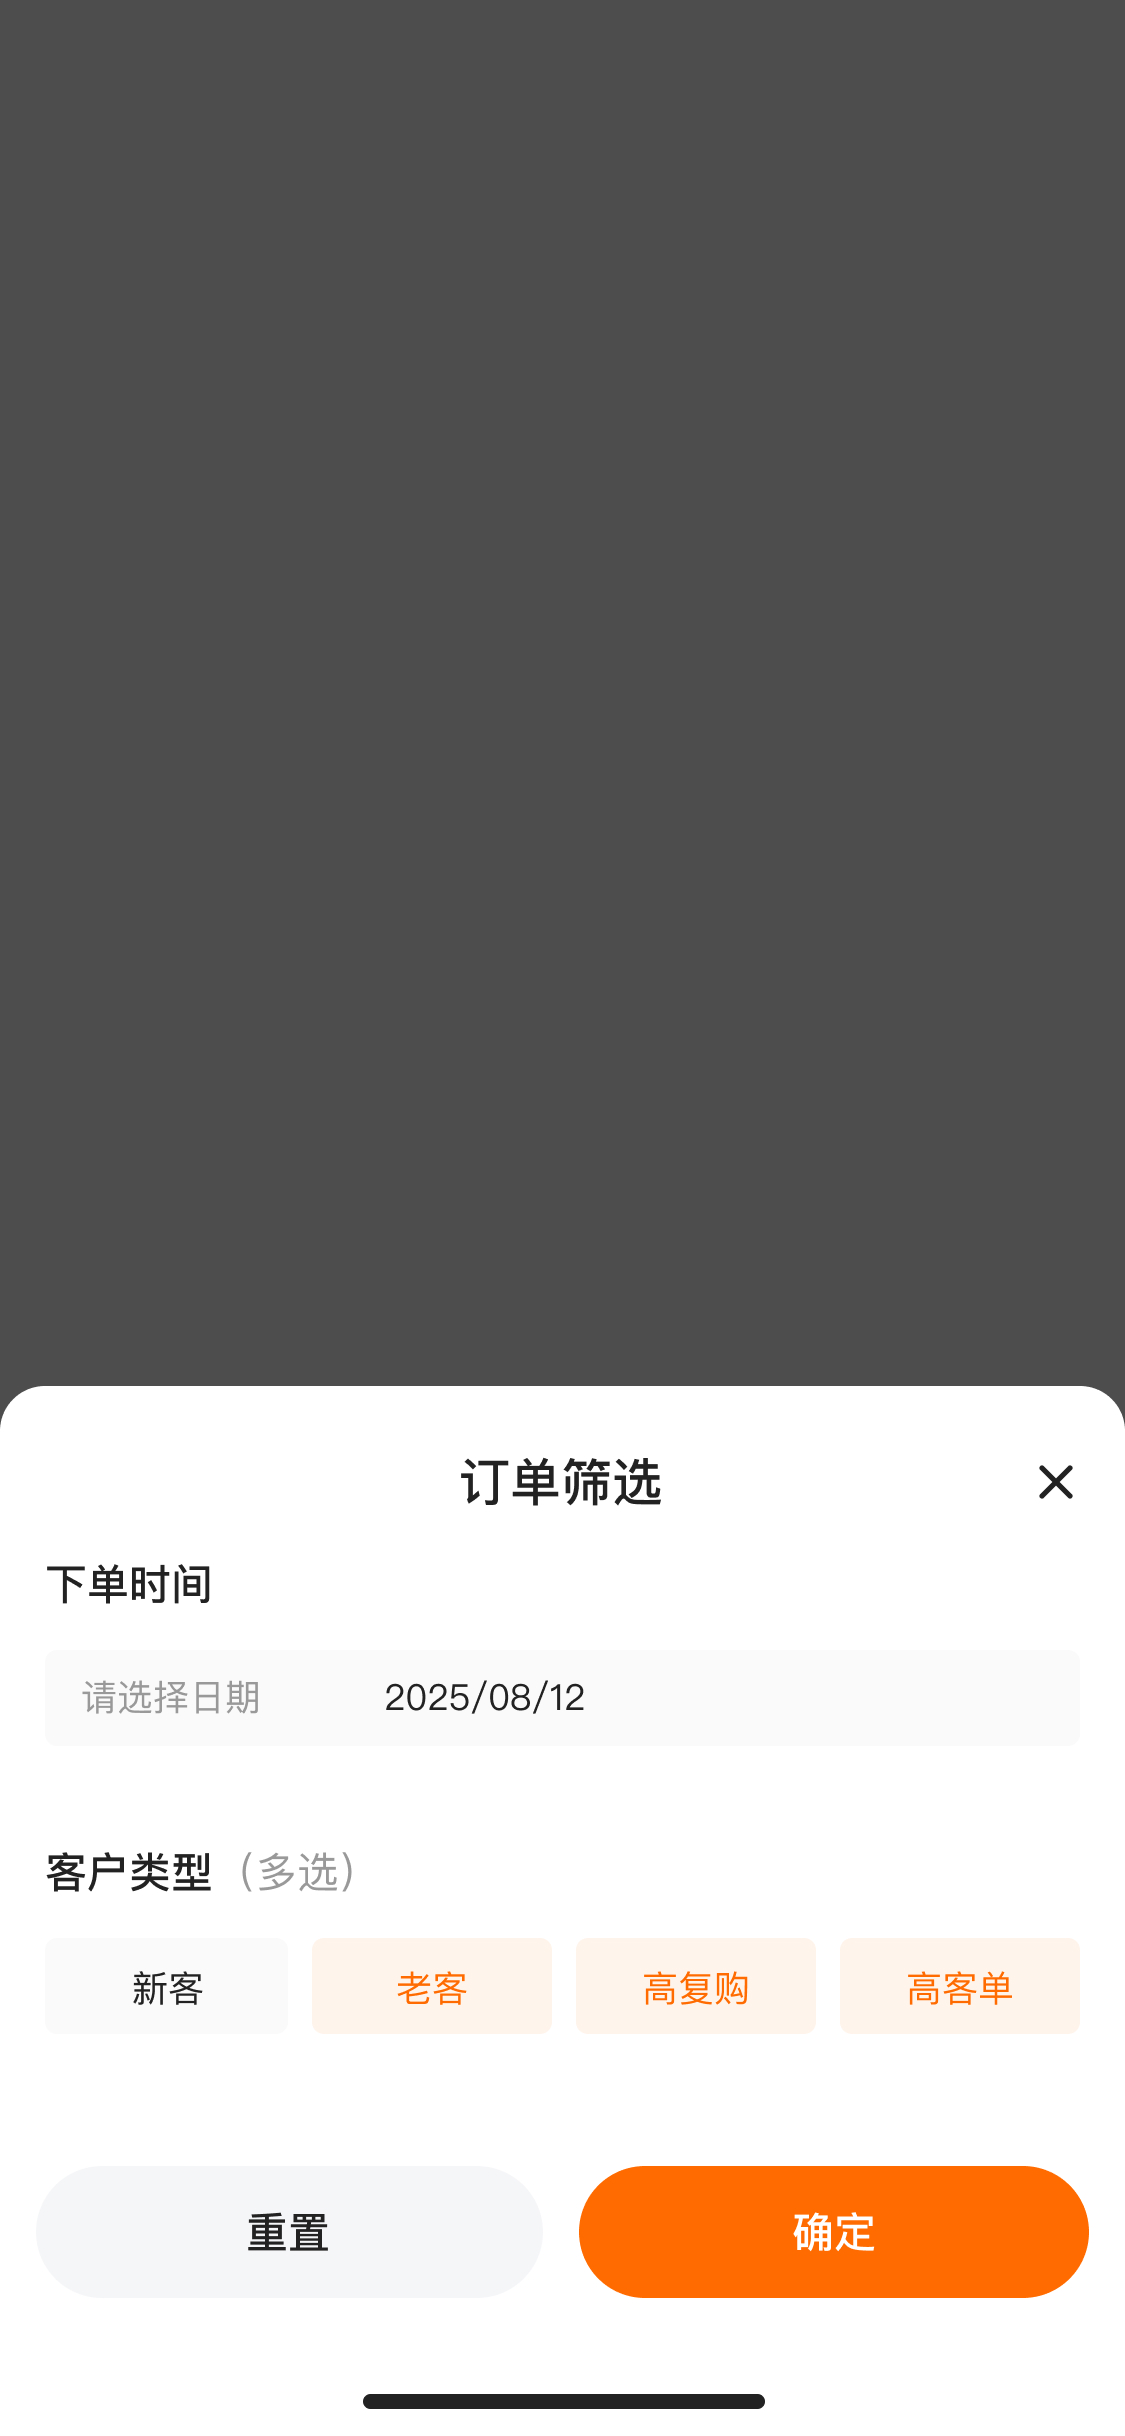 订单筛选
下单时间
请选择日期 2025/08/12
客户类型（多选）
新客 老客 高复购 高客单
重置 确定